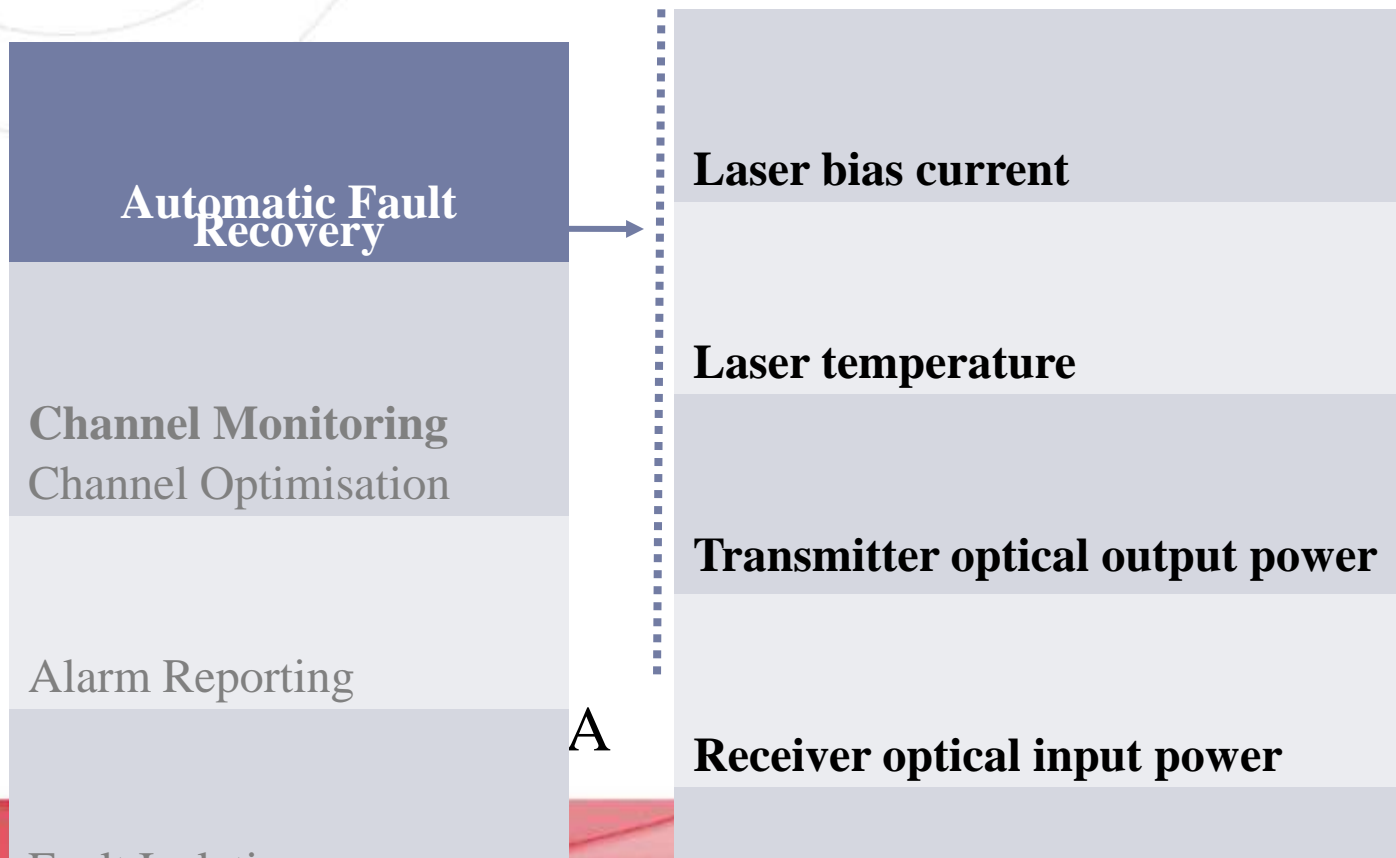 Automatic Fault
Recovery
Channel Monitoring
Channel Optimisation
Alarm Reporting
A
Laser bias current
Laser temperature
Transmitter optical output power
Receiver optical input power